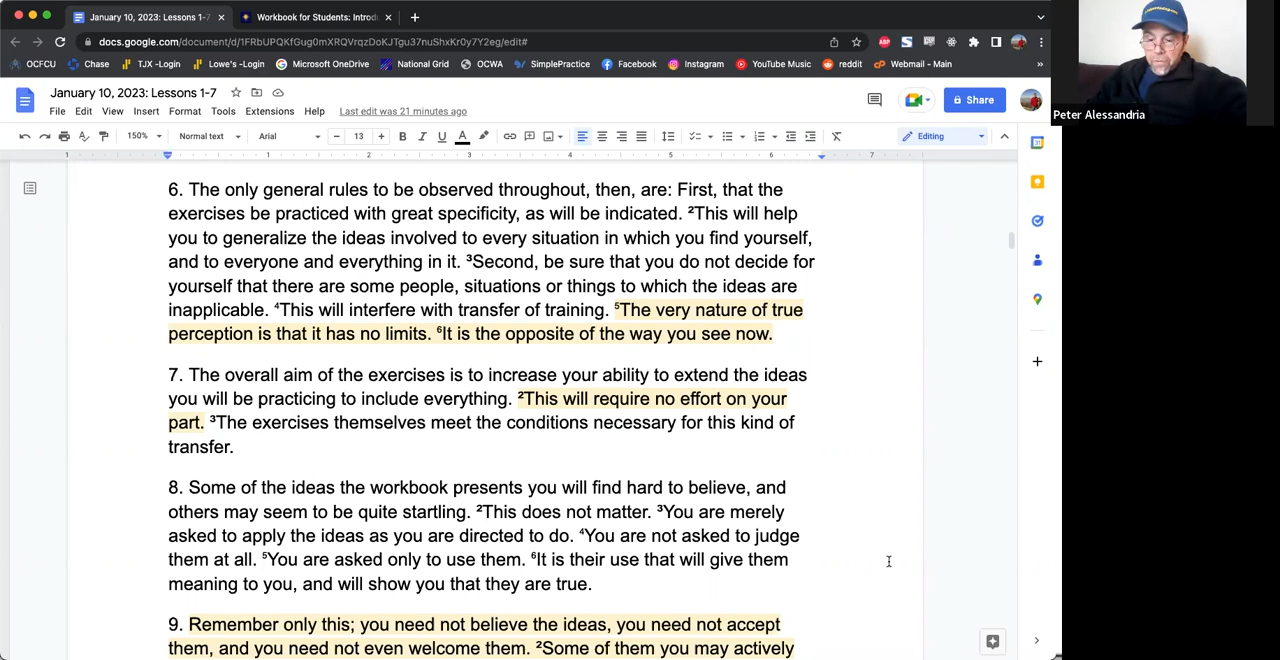 January 10, 2023: Lessons 1-7
Workbook for Students: Introdu
docs.google.com/document/d/1FRbUPQKfGug0mXRQVrqzDoKJTgu37nuShxKr0y7Y2eg/edit#
OCFCU Chase TJX -Login Lowe's -Login Microsoft OneDrive National Grid OCWA SimplePractice Facebook Instagram YouTube Music reddit Webmail - Main »
January 10, 2023: Lessons 1-7
Share
Peter Alessandria
File Edit View Insert Format Tools Extensions Help Last edit was 21 minutes ago
150% Normal text Arial 13 B I U A Editing
1 1 2 3 4 5 6 7
6. The only general rules to be observed throughout, then, are: First, that the
exercises be practiced with great specificity, as will be indicated. ²This will help
you to generalize the ideas involved to every situation in which you find yourself,
and to everyone and everything in it. ³Second, be sure that you do not decide for
yourself that there are some people, situations or things to which the ideas are
inapplicable. ⁴This will interfere with transfer of training. ⁵The very nature of true
perception is that it has no limits. ⁶It is the opposite of the way you see now.
7. The overall aim of the exercises is to increase your ability to extend the ideas
you will be practicing to include everything. ²This will require no effort on your
part. ³The exercises themselves meet the conditions necessary for this kind of
transfer.
8. Some of the ideas the workbook presents you will find hard to believe, and
others may seem to be quite startling. ²This does not matter. ³You are merely
asked to apply the ideas as you are directed to do. ⁴You are not asked to judge
them at all. ⁵You are asked only to use them. ⁶It is their use that will give them
meaning to you, and will show you that they are true.
9. Remember only this; you need not believe the ideas, you need not accept
them, and you need not even welcome them. ²Some of them you may actively